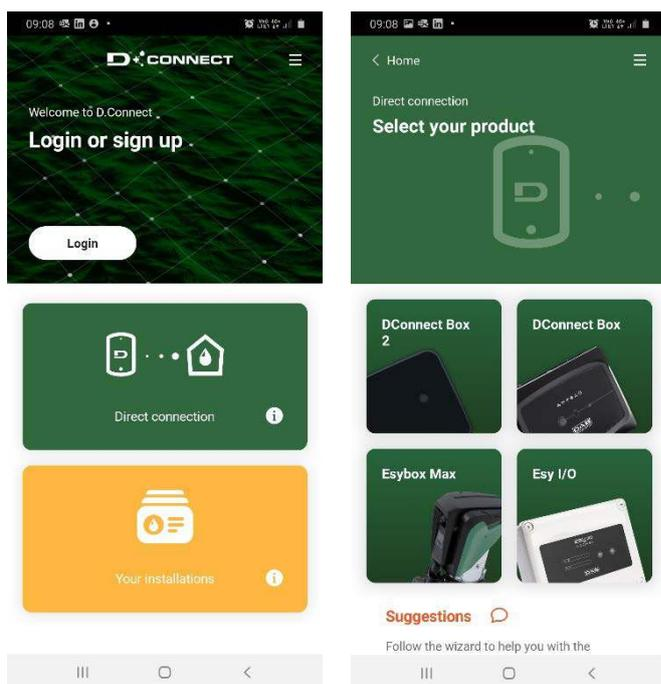 09:08
D CONNECT
Welcome to D.Connect
Login or sign up
Login
Direct connection
Your installations
09:08
Home
Direct connection
Select your product
D
DConnect Box
2
DConnect Box
DAB
Esybox Max
Esy I/O
DAB
Suggestions
Follow the wizard to help you with the